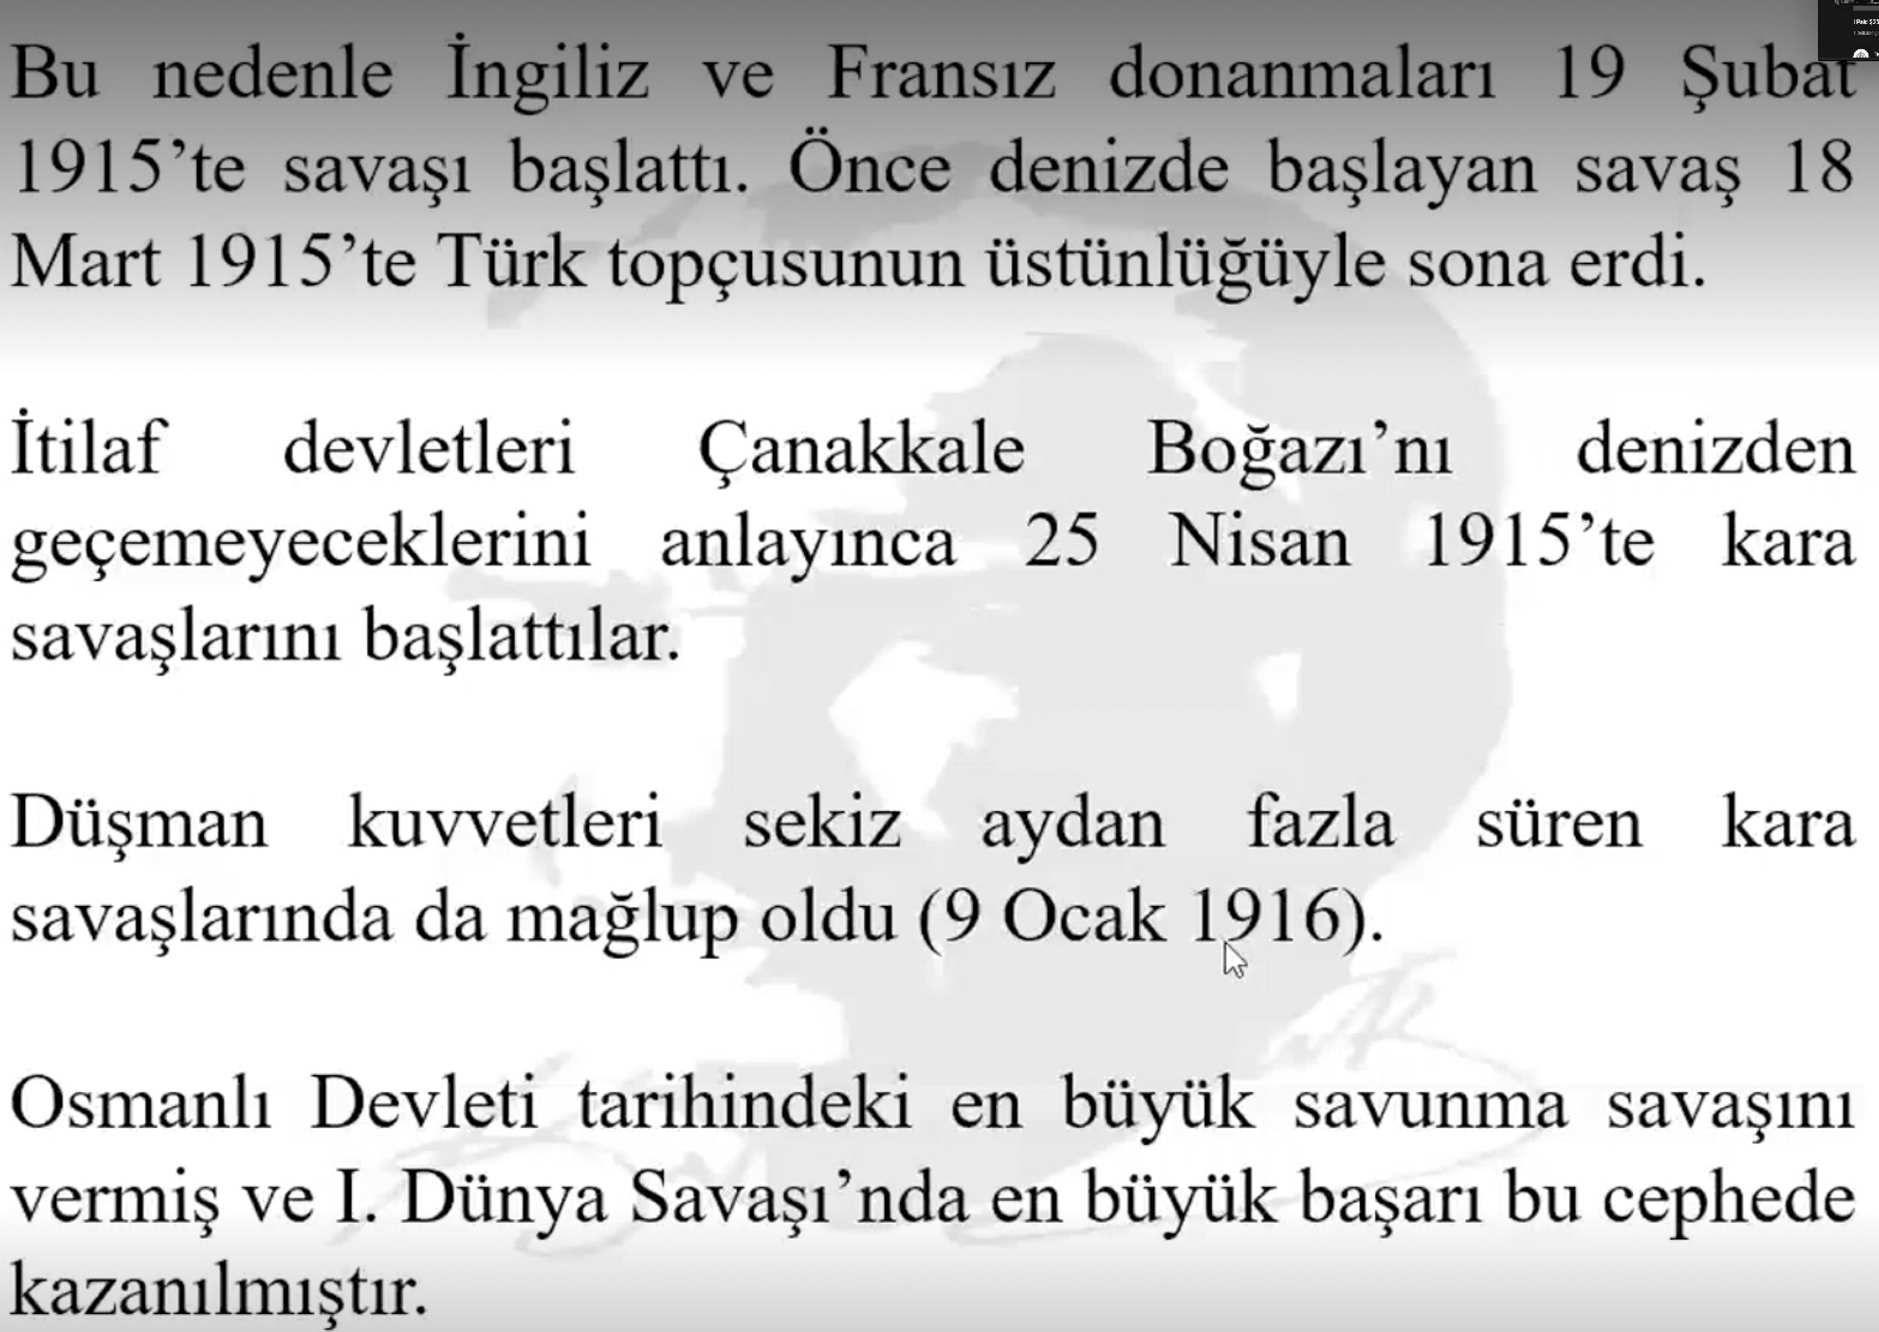 Bu nedenle İngiliz ve Fransız donanmaları 19 Şubat
1915’te savaşı başlattı. Önce denizde başlayan savaş 18
Mart 1915’te Türk topçusunun üstünlüğüyle sona erdi.
İtilaf devletleri Çanakkale Boğazı’nı denizden
geçemeyeceklerini anlayınca 25 Nisan 1915’te kara
savaşlarını başlattılar.
Düşman kuvvetleri sekiz aydan fazla süren kara
savaşlarında da mağlup oldu (9 Ocak 1916).
Osmanlı Devleti tarihindeki en büyük savunma savaşını
vermiş ve I. Dünya Savaşı’nda en büyük başarı bu cephede
kazanılmıştır.